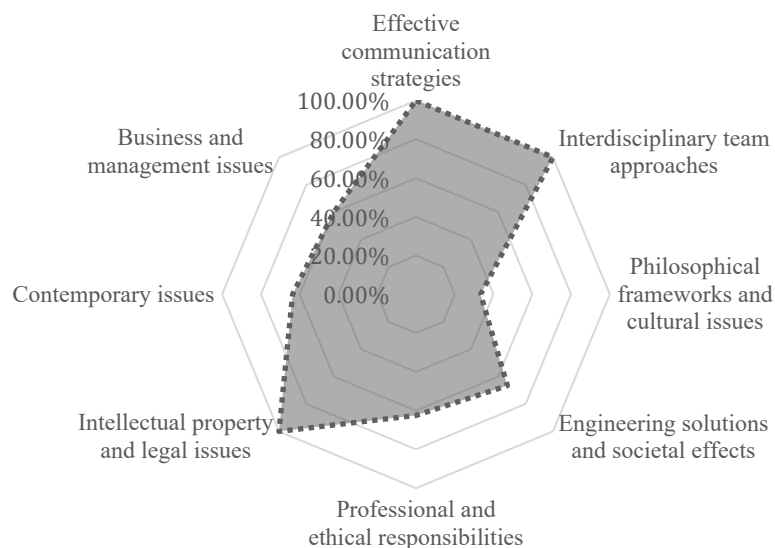 Effective
communication
strategies
100.00%
80.00%
60.00%
40.00%
20.00%
0.00%
Interdisciplinary team
approaches
Philosophical
frameworks and
cultural issues
Engineering solutions
and societal effects
Professional and
ethical responsibilities
Intellectual property
and legal issues
Contemporary issues
Business and
management issues